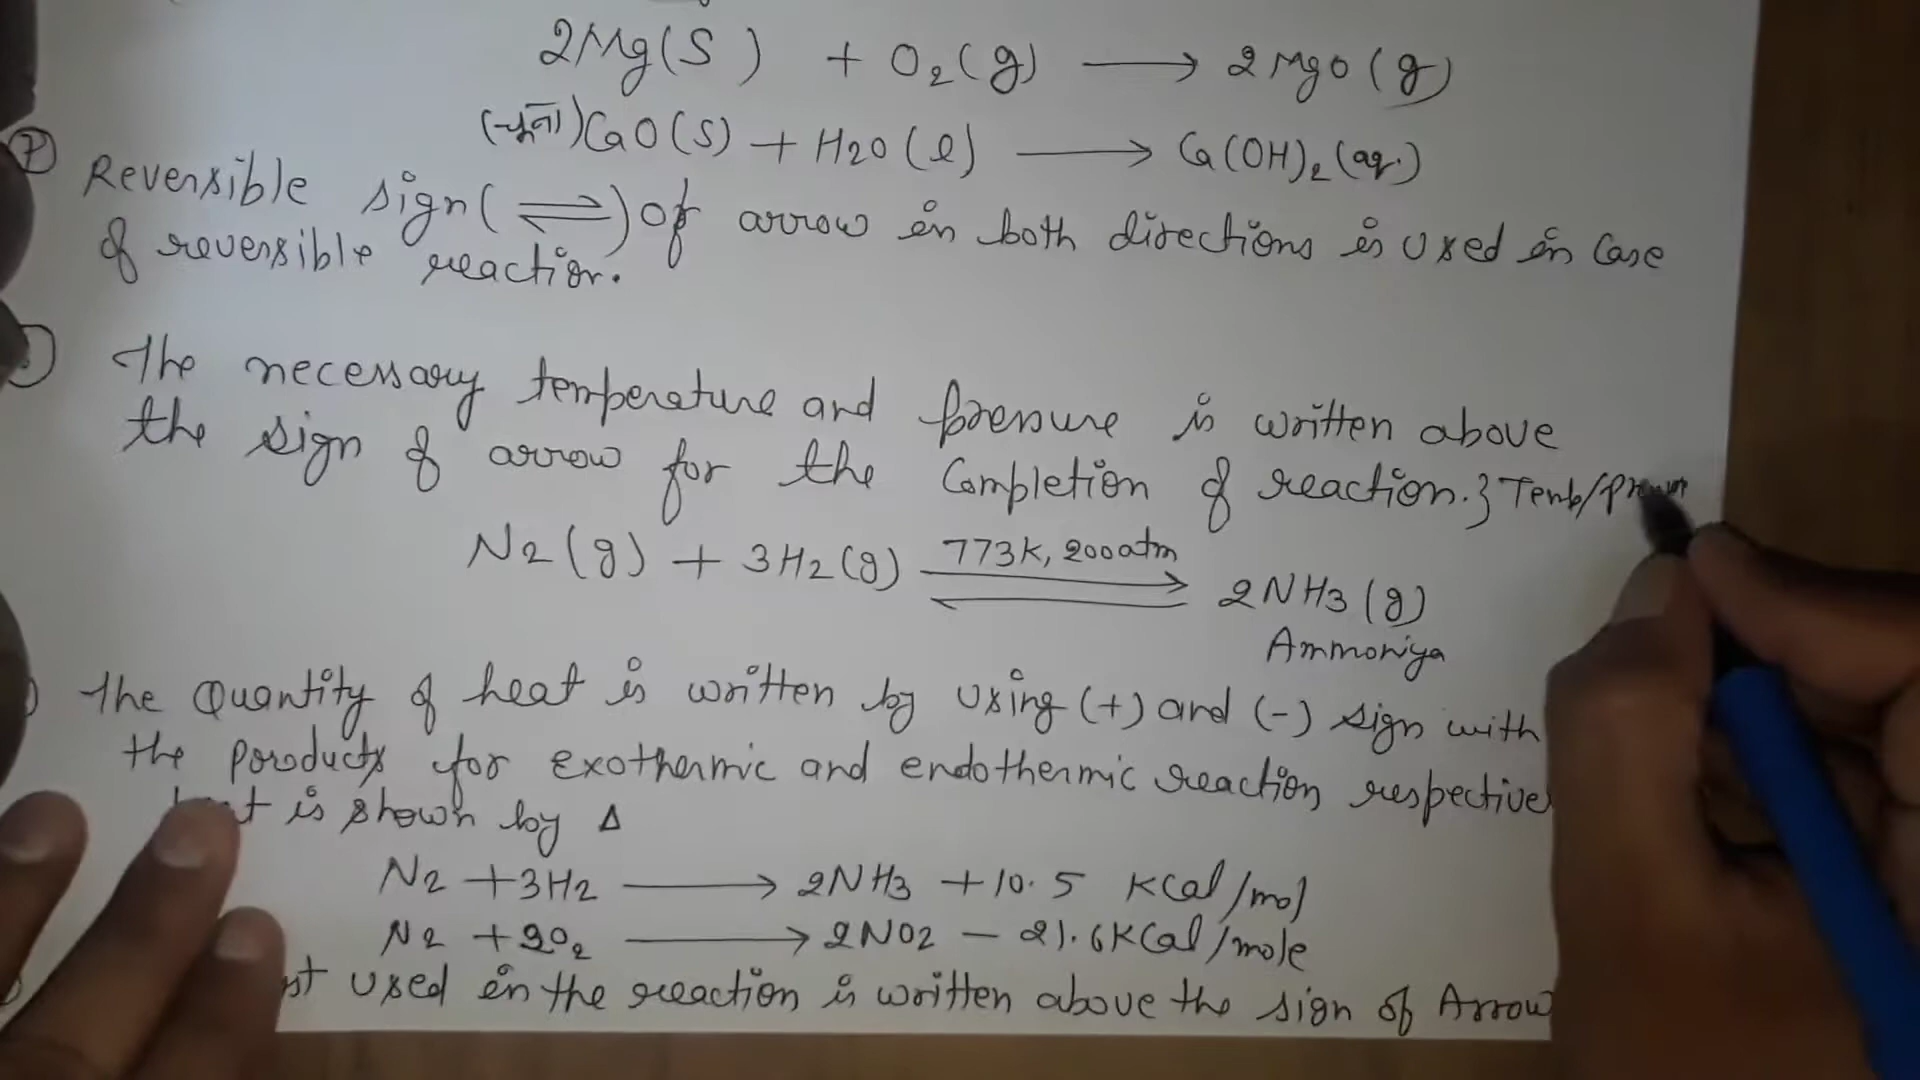 2Mg(s) + O₂(g) ⟶ 2MgO(g)
(चूना)CaO(s) + H2O(l) ⟶ Ca(OH)₂(aq.)
⑦ Reversible sign(⇌) of arrow in both directions is used in Case
of reversible reaction.
The necessary temperature and pressure is written above
the sign of arrow for the Completion of reaction.} Temp/
N2(g) + 3H2(g) 773K, 200atm ⇌ 2NH3(g)
Ammoniya
The Quantity of heat is written by using (+) and (-) sign with
the products for exothermic and endothermic reaction respective
is shown by Δ
N2 + 3H2 ⟶ 2NH3 + 10.5 KCal/mol
N2 + 2O₂ ⟶ 2NO2 - 21.6KCal/mole
used in the reaction is written above the sign of Arrow